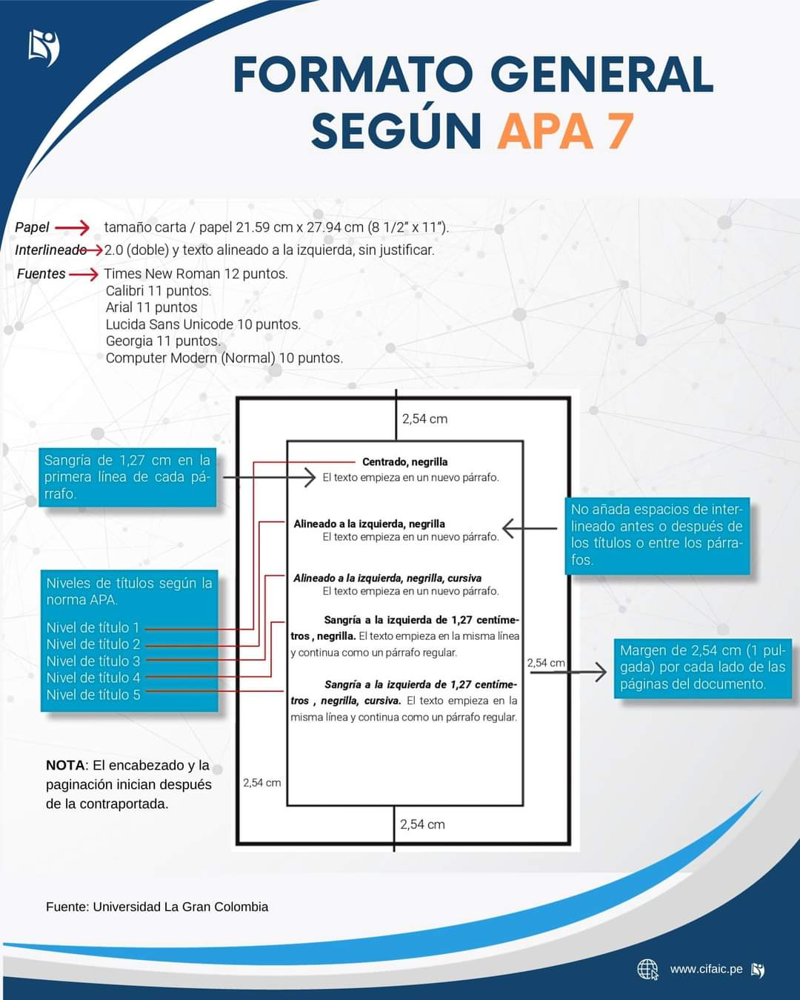 FORMATO GENERAL
SEGÚN APA 7
Papel tamaño carta / papel 21.59 cm x 27.94 cm (8 1/2” x 11”).
Interlineado 2.0 (doble) y texto alineado a la izquierda, sin justificar.
Fuentes Times New Roman 12 puntos.
Calibri 11 puntos.
Arial 11 puntos
Lucida Sans Unicode 10 puntos.
Georgia 11 puntos.
Computer Modern (Normal) 10 puntos.
2,54 cm
Sangría de 1,27 cm en la
primera línea de cada pá-
rrafo.
Centrado, negrilla
El texto empieza en un nuevo párrafo.
Alineado a la izquierda, negrilla
El texto empieza en un nuevo párrafo.
No añada espacios de inter-
lineado antes o después de
los títulos o entre los párra-
fos.
Niveles de títulos según la
norma APA.
Nivel de título 1
Nivel de título 2
Nivel de título 3
Nivel de título 4
Nivel de título 5
Alineado a la izquierda, negrilla, cursiva
El texto empieza en un nuevo párrafo.
Sangría a la izquierda de 1,27 centíme-
tros , negrilla. El texto empieza en la misma línea
y continua como un párrafo regular.
Sangría a la izquierda de 1,27 centíme-
tros , negrilla, cursiva. El texto empieza en la
misma línea y continua como un párrafo regular.
2,54 cm
Margen de 2,54 cm (1 pul-
gada) por cada lado de las
páginas del documento.
NOTA: El encabezado y la
paginación inician después
de la contraportada.
2,54 cm
2,54 cm
Fuente: Universidad La Gran Colombia
www.cifaic.pe